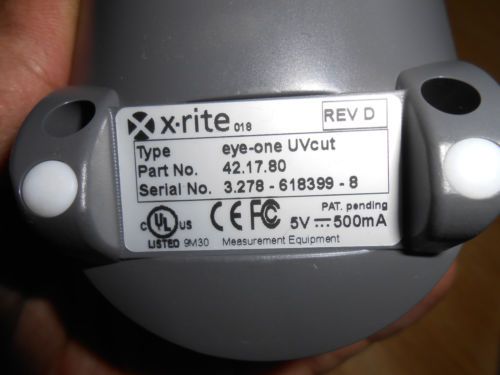 x·rite 018 REV D
Type eye-one UVcut
Part No. 42.17.80
Serial No. 3.278 - 618399 - 8
PAT. pending
c UL us CE FC 5V 500mA
LISTED 9M30 Measurement Equipment